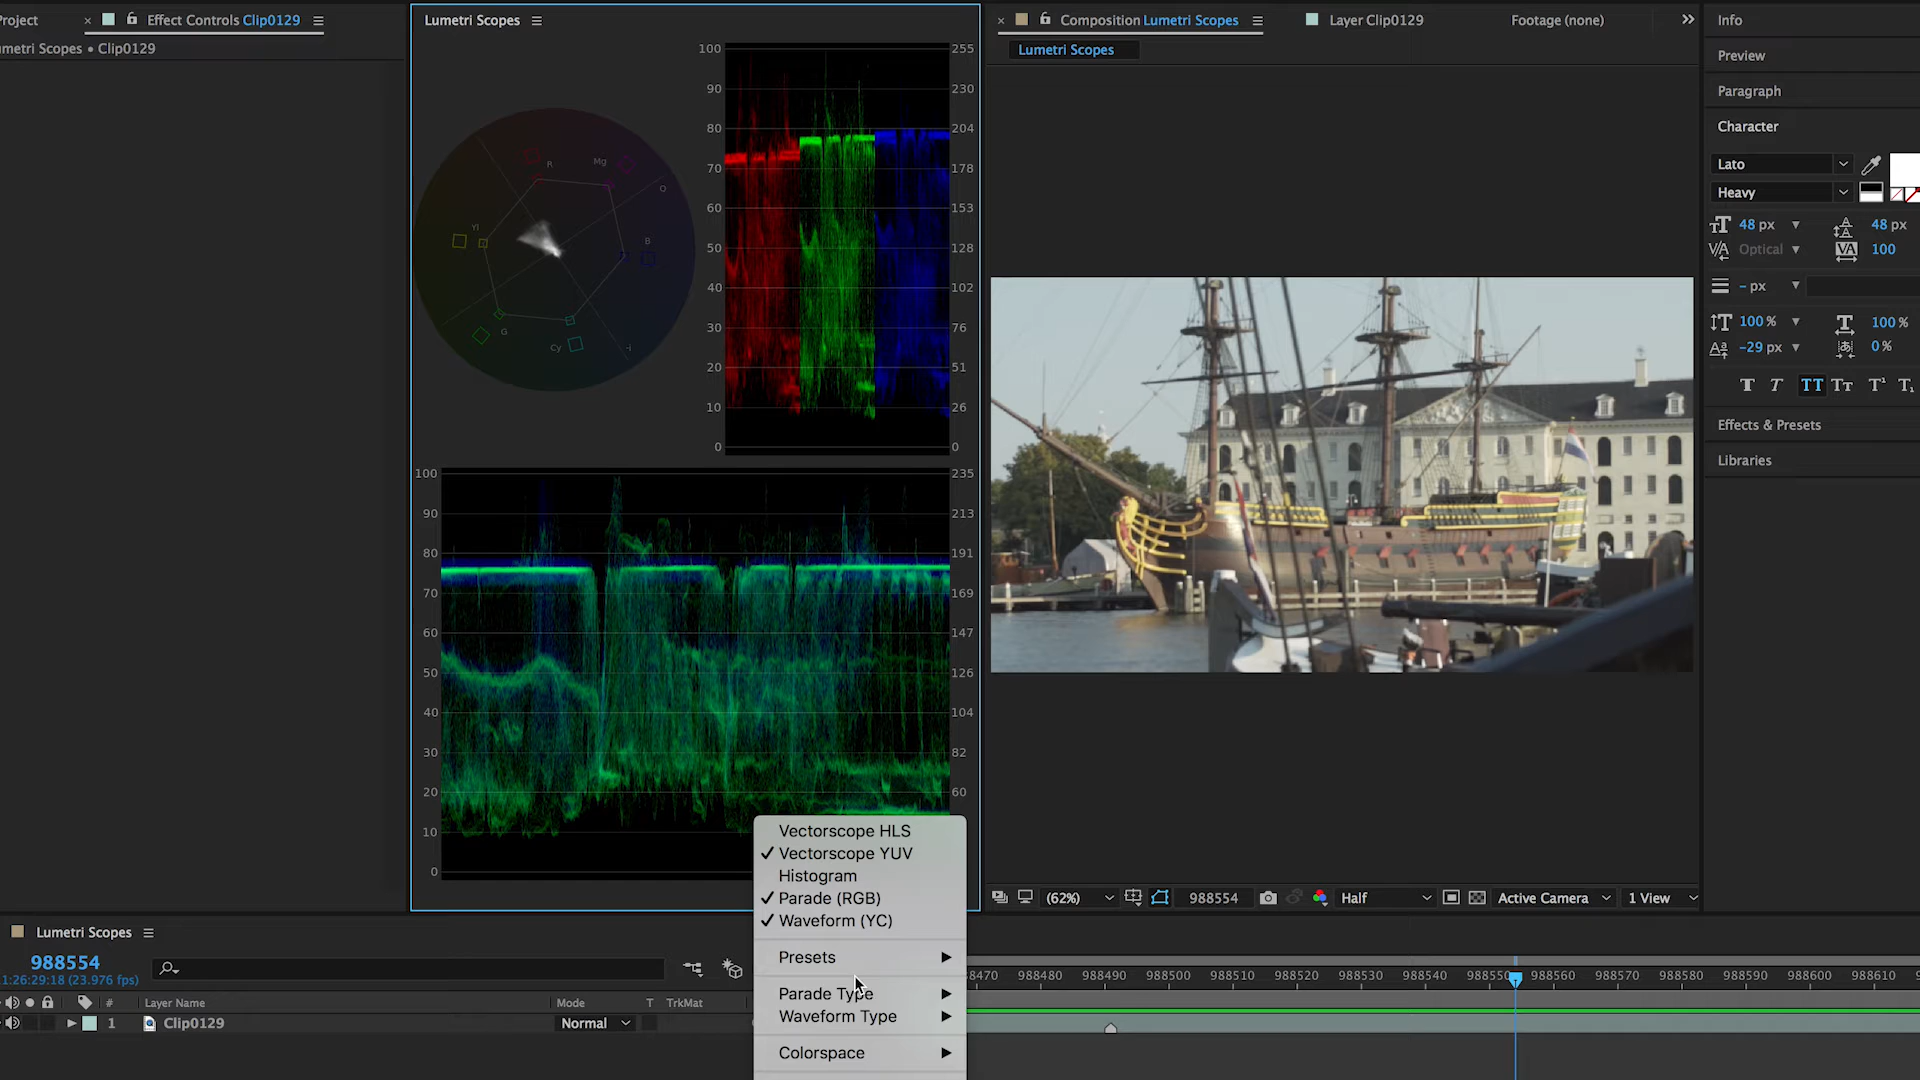 Project
Effect Controls Clip0129
Lumetri Scopes • Clip0129
Lumetri Scopes
100
90
80
70
60
50
40
30
20
10
0
255
230
204
178
153
128
102
76
51
26
0
R
Mg
Q
B
-I
Cy
G
Yl
100
90
80
70
60
50
40
30
20
10
0
235
213
191
169
147
126
104
82
60
Composition Lumetri Scopes
Layer Clip0129
Footage (none)
Lumetri Scopes
(62%)
988554
Half
Active Camera
1 View
Info
Preview
Paragraph
Character
Lato
Heavy
48 px
48 px
Optical
100
- px
100 %
100 %
-29 px
0 %
Effects & Presets
Libraries
Vectorscope HLS
✓ Vectorscope YUV
Histogram
✓ Parade (RGB)
✓ Waveform (YC)
Presets
Parade Type
Waveform Type
Colorspace
Lumetri Scopes
988554
1:26:29:18 (23.976 fps)
# Layer Name
Mode T TrkMat
1 Clip0129
Normal
88470 988480 988490 988500 988510 988520 988530 988540 988550 988560 988570 988580 988590 988600 988610